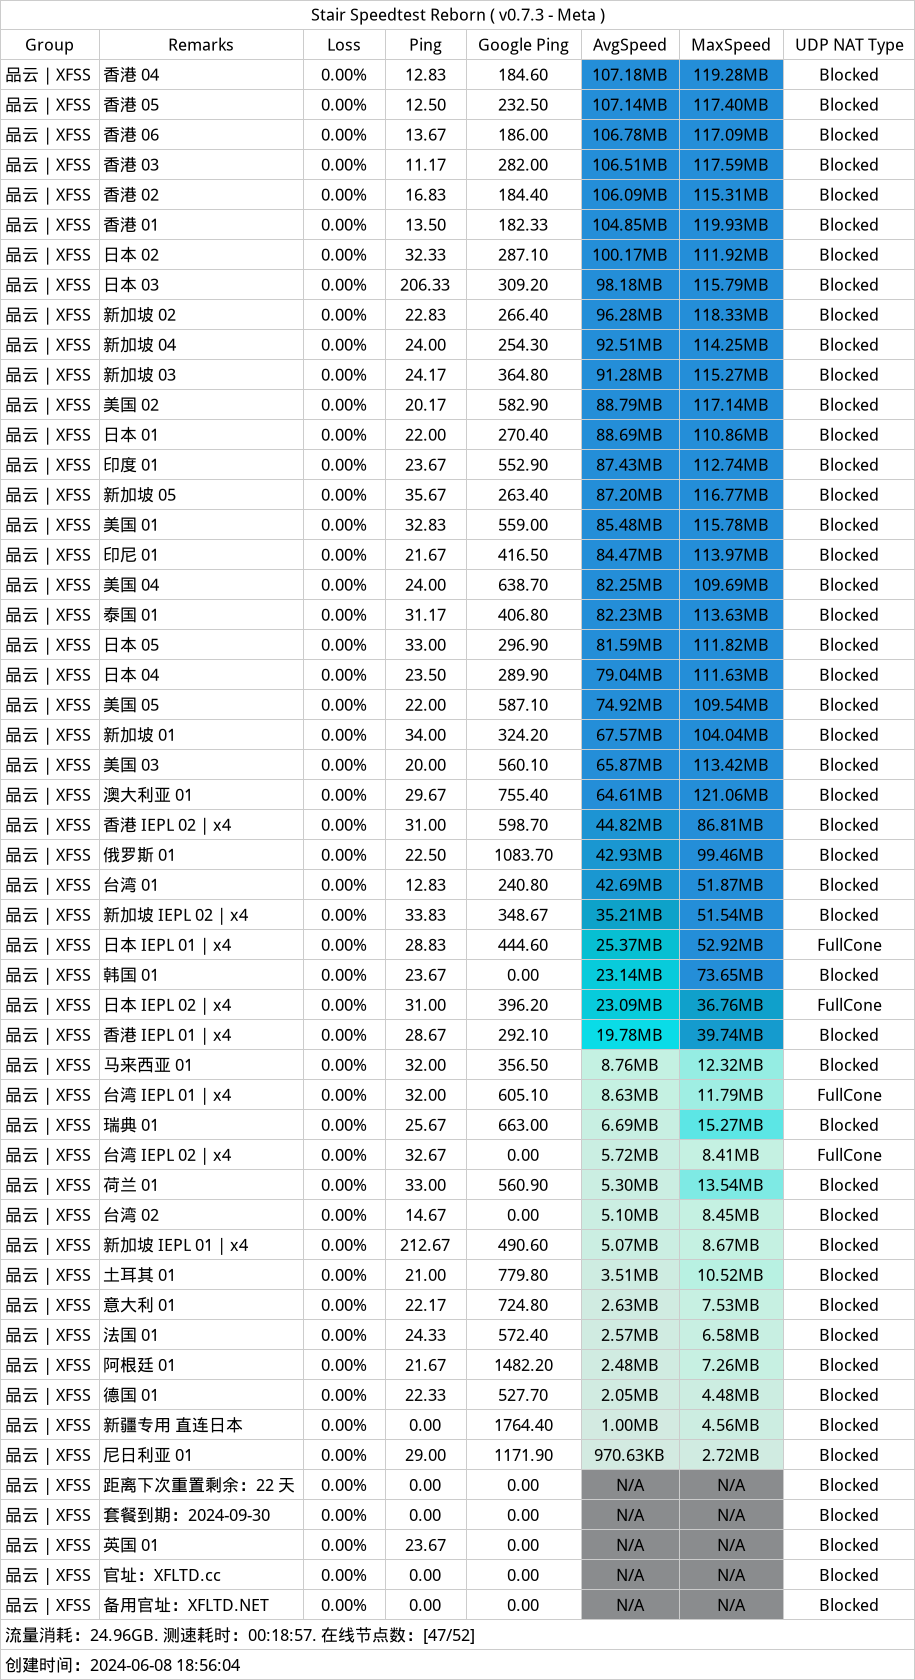 Stair Speedtest Reborn ( v0.7.3 - Meta )
Group Remarks Loss Ping Google Ping AvgSpeed MaxSpeed UDP NAT Type
品云 | XFSS 香港 04 0.00% 12.83 184.60 107.18MB 119.28MB Blocked
品云 | XFSS 香港 05 0.00% 12.50 232.50 107.14MB 117.40MB Blocked
品云 | XFSS 香港 06 0.00% 13.67 186.00 106.78MB 117.09MB Blocked
品云 | XFSS 香港 03 0.00% 11.17 282.00 106.51MB 117.59MB Blocked
品云 | XFSS 香港 02 0.00% 16.83 184.40 106.09MB 115.31MB Blocked
品云 | XFSS 香港 01 0.00% 13.50 182.33 104.85MB 119.93MB Blocked
品云 | XFSS 日本 02 0.00% 32.33 287.10 100.17MB 111.92MB Blocked
品云 | XFSS 日本 03 0.00% 206.33 309.20 98.18MB 115.79MB Blocked
品云 | XFSS 新加坡 02 0.00% 22.83 266.40 96.28MB 118.33MB Blocked
品云 | XFSS 新加坡 04 0.00% 24.00 254.30 92.51MB 114.25MB Blocked
品云 | XFSS 新加坡 03 0.00% 24.17 364.80 91.28MB 115.27MB Blocked
品云 | XFSS 美国 02 0.00% 20.17 582.90 88.79MB 117.14MB Blocked
品云 | XFSS 日本 01 0.00% 22.00 270.40 88.69MB 110.86MB Blocked
品云 | XFSS 印度 01 0.00% 23.67 552.90 87.43MB 112.74MB Blocked
品云 | XFSS 新加坡 05 0.00% 35.67 263.40 87.20MB 116.77MB Blocked
品云 | XFSS 美国 01 0.00% 32.83 559.00 85.48MB 115.78MB Blocked
品云 | XFSS 印尼 01 0.00% 21.67 416.50 84.47MB 113.97MB Blocked
品云 | XFSS 美国 04 0.00% 24.00 638.70 82.25MB 109.69MB Blocked
品云 | XFSS 泰国 01 0.00% 31.17 406.80 82.23MB 113.63MB Blocked
品云 | XFSS 日本 05 0.00% 33.00 296.90 81.59MB 111.82MB Blocked
品云 | XFSS 日本 04 0.00% 23.50 289.90 79.04MB 111.63MB Blocked
品云 | XFSS 美国 05 0.00% 22.00 587.10 74.92MB 109.54MB Blocked
品云 | XFSS 新加坡 01 0.00% 34.00 324.20 67.57MB 104.04MB Blocked
品云 | XFSS 美国 03 0.00% 20.00 560.10 65.87MB 113.42MB Blocked
品云 | XFSS 澳大利亚 01 0.00% 29.67 755.40 64.61MB 121.06MB Blocked
品云 | XFSS 香港 IEPL 02 | x4 0.00% 31.00 598.70 44.82MB 86.81MB Blocked
品云 | XFSS 俄罗斯 01 0.00% 22.50 1083.70 42.93MB 99.46MB Blocked
品云 | XFSS 台湾 01 0.00% 12.83 240.80 42.69MB 51.87MB Blocked
品云 | XFSS 新加坡 IEPL 02 | x4 0.00% 33.83 348.67 35.21MB 51.54MB Blocked
品云 | XFSS 日本 IEPL 01 | x4 0.00% 28.83 444.60 25.37MB 52.92MB FullCone
品云 | XFSS 韩国 01 0.00% 23.67 0.00 23.14MB 73.65MB Blocked
品云 | XFSS 日本 IEPL 02 | x4 0.00% 31.00 396.20 23.09MB 36.76MB FullCone
品云 | XFSS 香港 IEPL 01 | x4 0.00% 28.67 292.10 19.78MB 39.74MB Blocked
品云 | XFSS 马来西亚 01 0.00% 32.00 356.50 8.76MB 12.32MB Blocked
品云 | XFSS 台湾 IEPL 01 | x4 0.00% 32.00 605.10 8.63MB 11.79MB FullCone
品云 | XFSS 瑞典 01 0.00% 25.67 663.00 6.69MB 15.27MB Blocked
品云 | XFSS 台湾 IEPL 02 | x4 0.00% 32.67 0.00 5.72MB 8.41MB FullCone
品云 | XFSS 荷兰 01 0.00% 33.00 560.90 5.30MB 13.54MB Blocked
品云 | XFSS 台湾 02 0.00% 14.67 0.00 5.10MB 8.45MB Blocked
品云 | XFSS 新加坡 IEPL 01 | x4 0.00% 212.67 490.60 5.07MB 8.67MB Blocked
品云 | XFSS 土耳其 01 0.00% 21.00 779.80 3.51MB 10.52MB Blocked
品云 | XFSS 意大利 01 0.00% 22.17 724.80 2.63MB 7.53MB Blocked
品云 | XFSS 法国 01 0.00% 24.33 572.40 2.57MB 6.58MB Blocked
品云 | XFSS 阿根廷 01 0.00% 21.67 1482.20 2.48MB 7.26MB Blocked
品云 | XFSS 德国 01 0.00% 22.33 527.70 2.05MB 4.48MB Blocked
品云 | XFSS 新疆专用 直连日本 0.00% 0.00 1764.40 1.00MB 4.56MB Blocked
品云 | XFSS 尼日利亚 01 0.00% 29.00 1171.90 970.63KB 2.72MB Blocked
品云 | XFSS 距离下次重置剩余：22 天 0.00% 0.00 0.00 N/A N/A Blocked
品云 | XFSS 套餐到期：2024-09-30 0.00% 0.00 0.00 N/A N/A Blocked
品云 | XFSS 英国 01 0.00% 23.67 0.00 N/A N/A Blocked
品云 | XFSS 官址：XFLTD.cc 0.00% 0.00 0.00 N/A N/A Blocked
品云 | XFSS 备用官址：XFLTD.NET 0.00% 0.00 0.00 N/A N/A Blocked
流量消耗：24.96GB. 测速耗时：00:18:57. 在线节点数：[47/52]
创建时间：2024-06-08 18:56:04